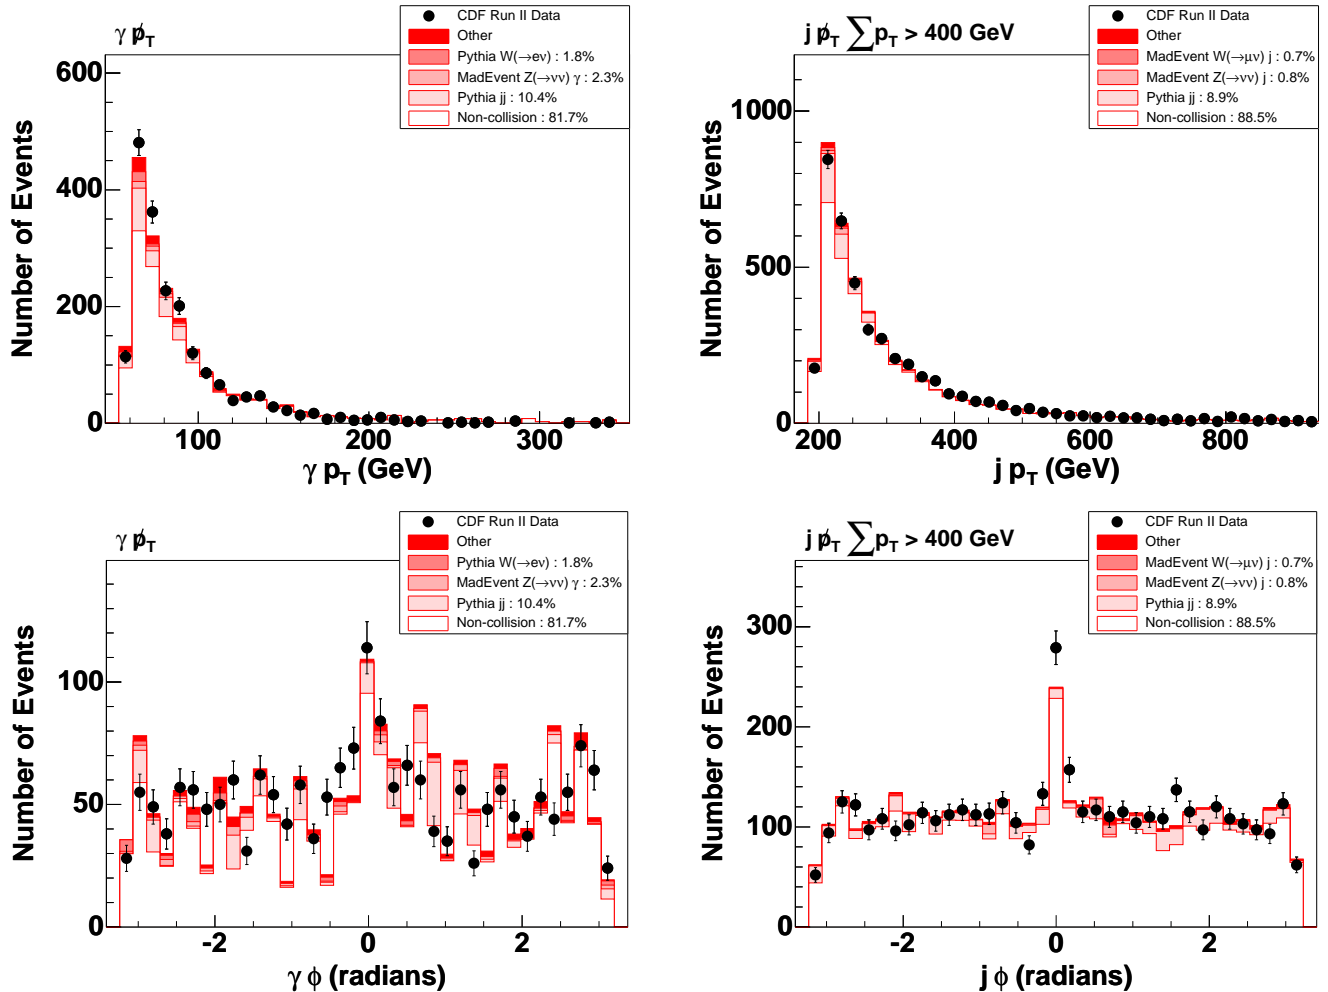 γ p̸T
CDF Run II Data
Other
Pythia W(→eν) : 1.8%
MadEvent Z(→νν) γ : 2.3%
Pythia jj : 10.4%
Non-collision : 81.7%
Number of Events
600
400
200
0
100
200
300
γ pT (GeV)
j p̸T ∑pT > 400 GeV
CDF Run II Data
Other
MadEvent W(→μν) j : 0.7%
MadEvent Z(→νν) j : 0.8%
Pythia jj : 8.9%
Non-collision : 88.5%
Number of Events
1000
500
0
200
400
600
800
j pT (GeV)
γ p̸T
CDF Run II Data
Other
Pythia W(→eν) : 1.8%
MadEvent Z(→νν) γ : 2.3%
Pythia jj : 10.4%
Non-collision : 81.7%
Number of Events
100
50
0
-2
0
2
γ ϕ (radians)
j p̸T ∑pT > 400 GeV
CDF Run II Data
Other
MadEvent W(→μν) j : 0.7%
MadEvent Z(→νν) j : 0.8%
Pythia jj : 8.9%
Non-collision : 88.5%
Number of Events
300
200
100
0
-2
0
2
j ϕ (radians)